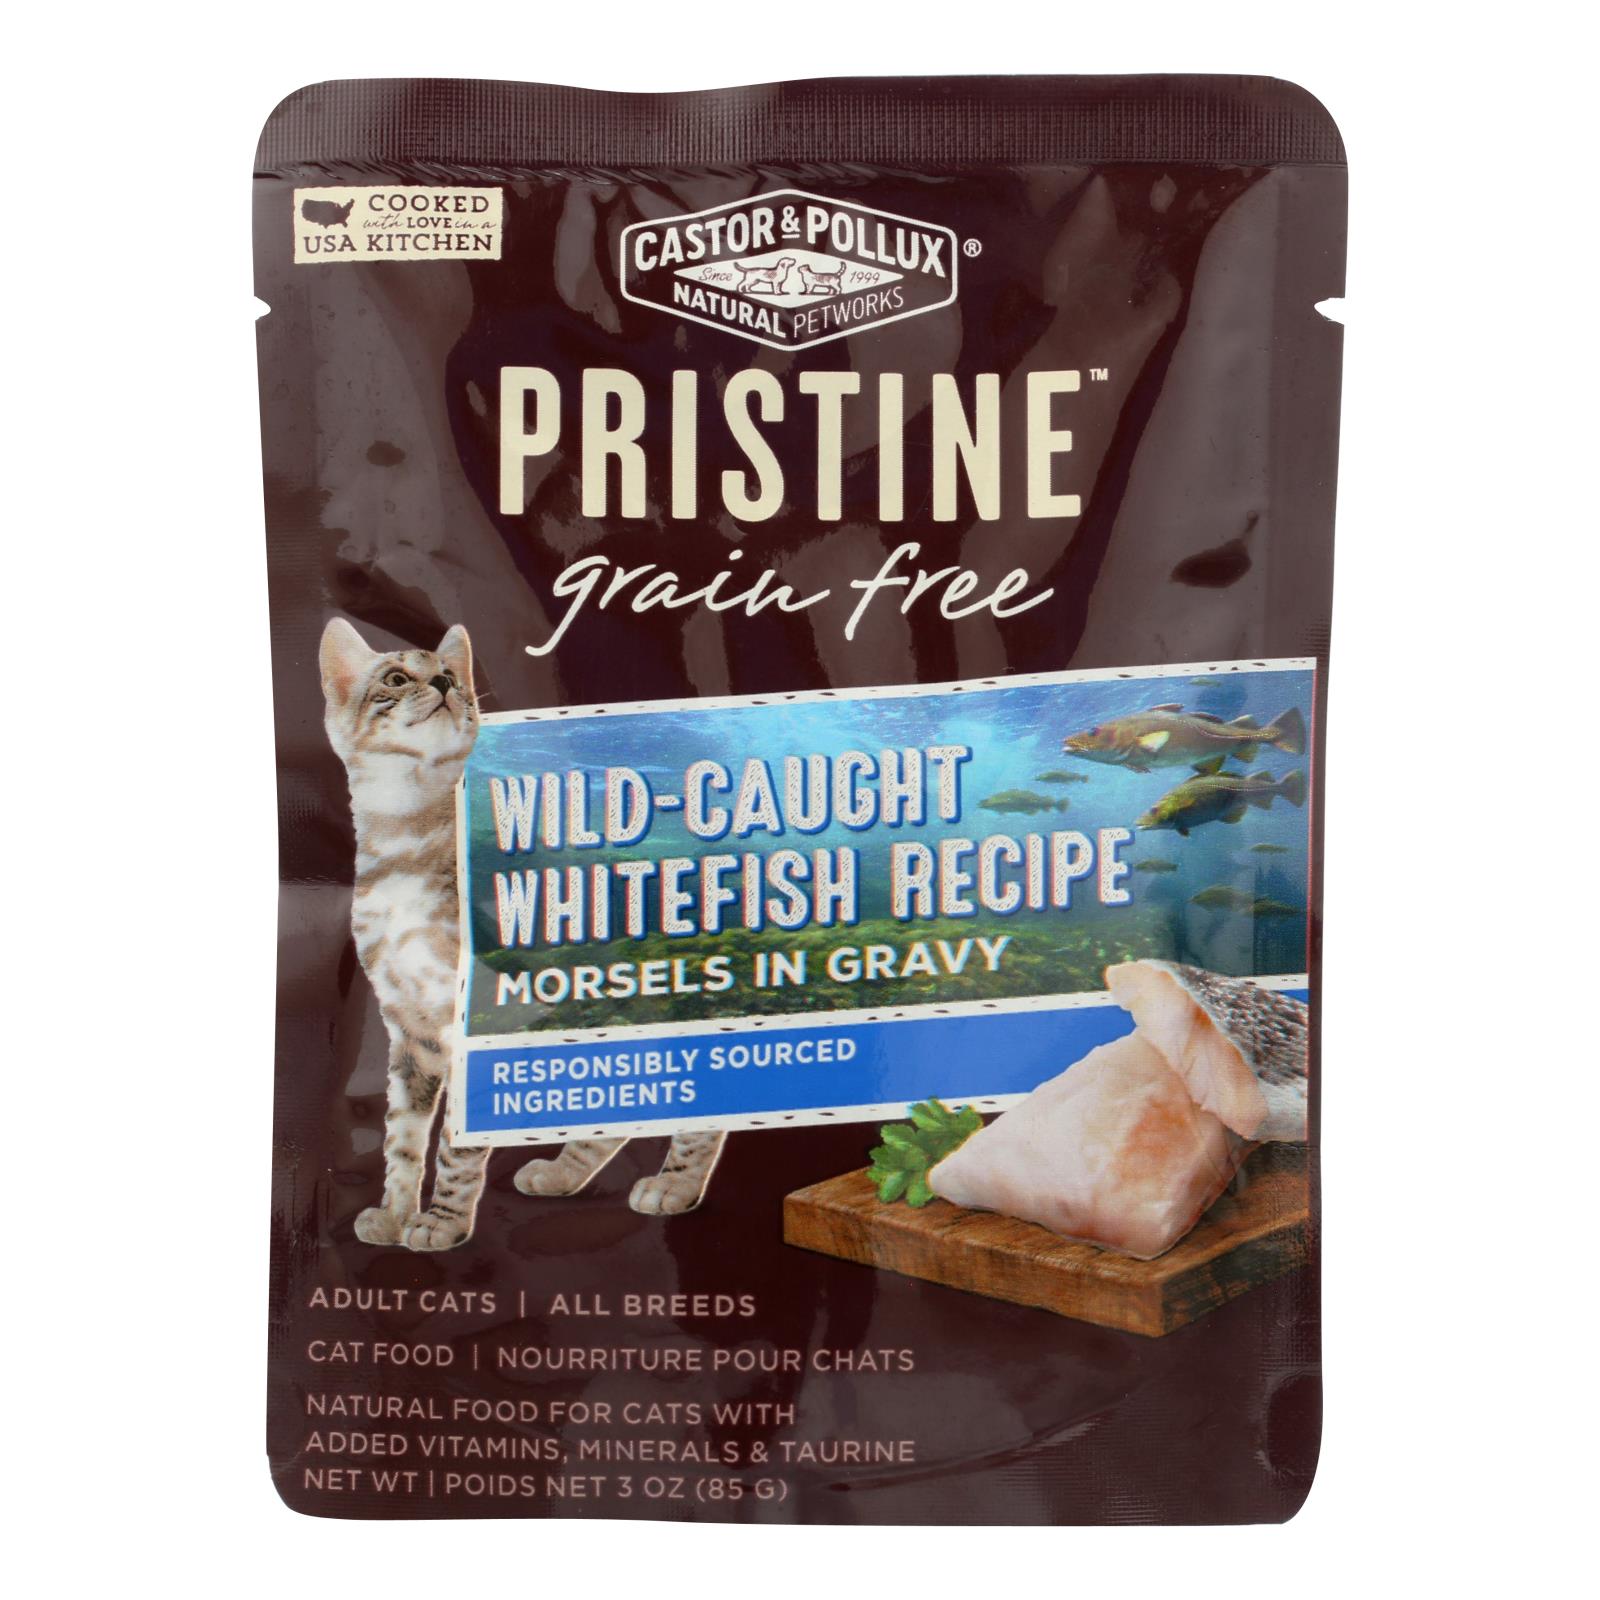 COOKED
with LOVE in a
USA KITCHEN
CASTOR & POLLUX®
Since 1999
NATURAL PETWORKS
PRISTINE™
grain free
WILD-CAUGHT
WHITEFISH RECIPE
MORSELS IN GRAVY
RESPONSIBLY SOURCED
INGREDIENTS
ADULT CATS | ALL BREEDS
CAT FOOD | NOURRITURE POUR CHATS
NATURAL FOOD FOR CATS WITH
ADDED VITAMINS, MINERALS & TAURINE
NET WT | POIDS NET 3 OZ (85 G)